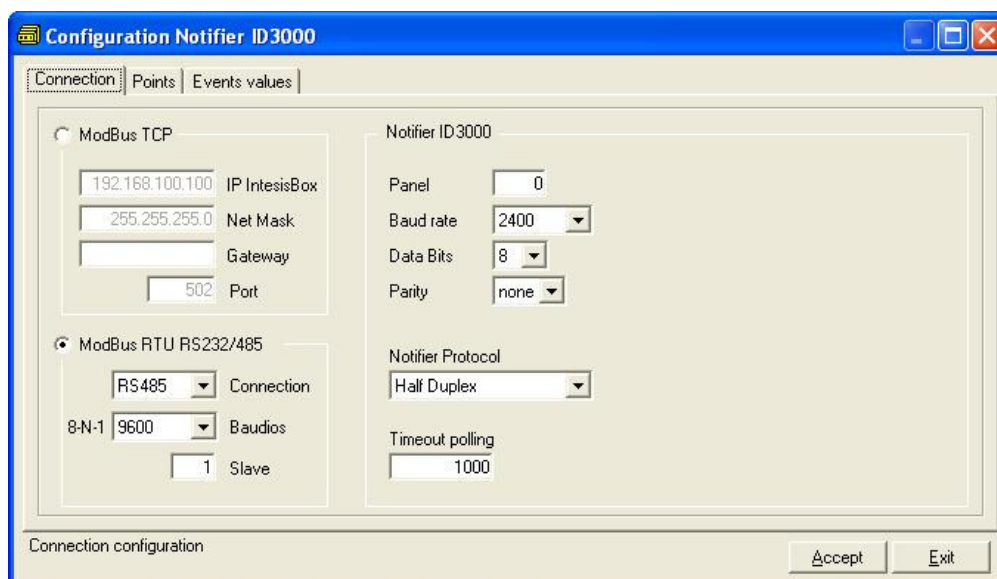 Configuration Notifier ID3000
Connection Points Events values
ModBus TCP
192.168.100.100 IP IntesisBox
255.255.255.0 Net Mask
Gateway
502 Port
ModBus RTU RS232/485
RS485 Connection
8-N-1 9600 Baudios
1 Slave
Notifier ID3000
Panel 0
Baud rate 2400
Data Bits 8
Parity none
Notifier Protocol
Half Duplex
Timeout polling
1000
Connection configuration
Accept Exit